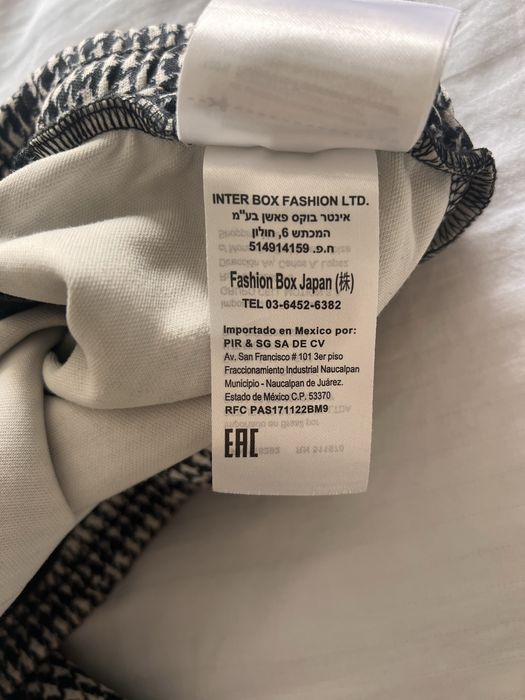 INTER BOX FASHION LTD.
אינטר בוקס פאשן בע"מ
המכתש 6, חולון
ח.פ. 514914159
Fashion Box Japan (株)
TEL 03-6452-6382
Importado en Mexico por:
PIR & SG SA DE CV
Av. San Francisco # 101 3er piso
Fraccionamiento Industrial Naucalpan
Municipio - Naucalpan de Juárez.
Estado de México C.P. 53370
RFC PAS171122BM9
EAC